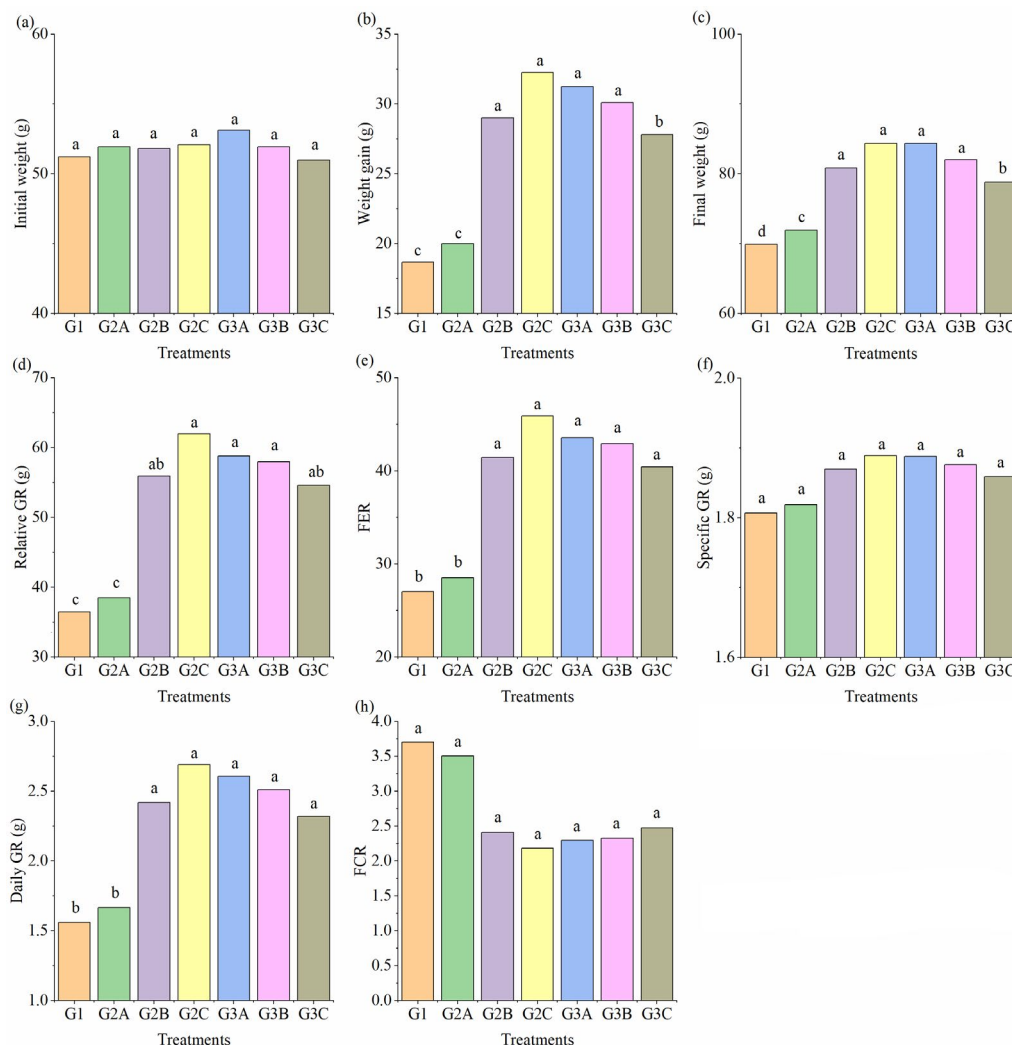 (a)
60
50
40
Initial weight (g)
a a a a a a a
G1 G2A G2B G2C G3A G3B G3C
Treatments
(b)
35
30
25
20
15
Weight gain (g)
c c a a a a b
G1 G2A G2B G2C G3A G3B G3C
Treatments
(c)
100
80
60
Final weight (g)
d c a a a a b
G1 G2A G2B G2C G3A G3B G3C
Treatments
(d)
70
60
50
40
30
Relative GR (g)
c c ab a a a ab
G1 G2A G2B G2C G3A G3B G3C
Treatments
(e)
50
40
30
20
FER
b b a a a a a
G1 G2A G2B G2C G3A G3B G3C
Treatments
(f)
2.0
1.8
1.6
Specific GR (g)
a a a a a a a
G1 G2A G2B G2C G3A G3B G3C
Treatments
(g)
3.0
2.5
2.0
1.5
1.0
Daily GR (g)
b b a a a a a
G1 G2A G2B G2C G3A G3B G3C
Treatments
(h)
4.0
3.5
3.0
2.5
2.0
1.5
1.0
0.5
0.0
FCR
a a a a a a a
G1 G2A G2B G2C G3A G3B G3C
Treatments